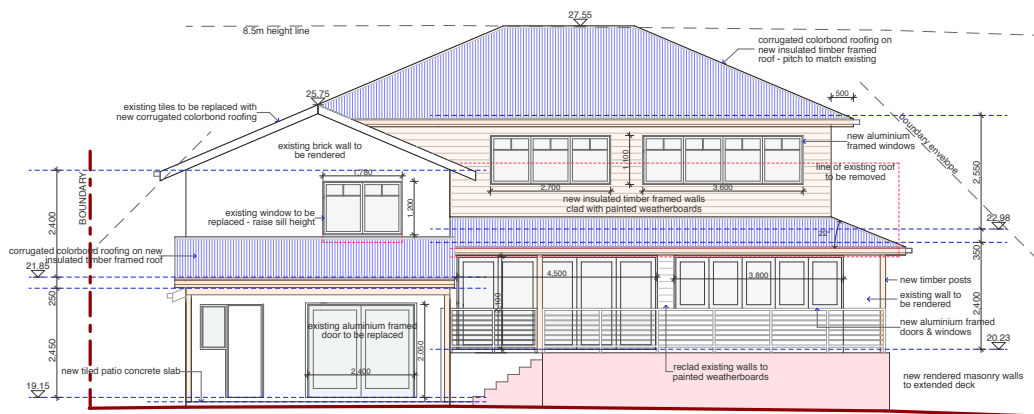 27.55
8.5m height line
corrugated colorbond roofing on
new insulated timber framed
roof - pitch to match existing
25.75
500
existing tiles to be replaced with
new corrugated colorbond
roofing
boundary envelope
existing brick wall to
be rendered
new aluminium
framed windows
1,100
line of existing roof
to be removed
2,550
BOUNDARY
1,780
2,700
3,600
1,200
2,400
new insulated timber framed walls
clad with painted weatherboards
existing window to be
replaced - raise sill height
22.98
22°
corrugated colorbond roofing on new
insulated timber framed roof
350
21.85
4,500
3,800
new timber posts
250
2,100
existing wall to
be rendered
2,400
existing aluminium framed
door to be replaced
new aluminium framed
doors & windows
2,450
2,050
20.23
2,400
reclad existing walls to
painted weatherboards
new tiled patio concrete slab
new rendered masonry walls
to extended deck
19.15